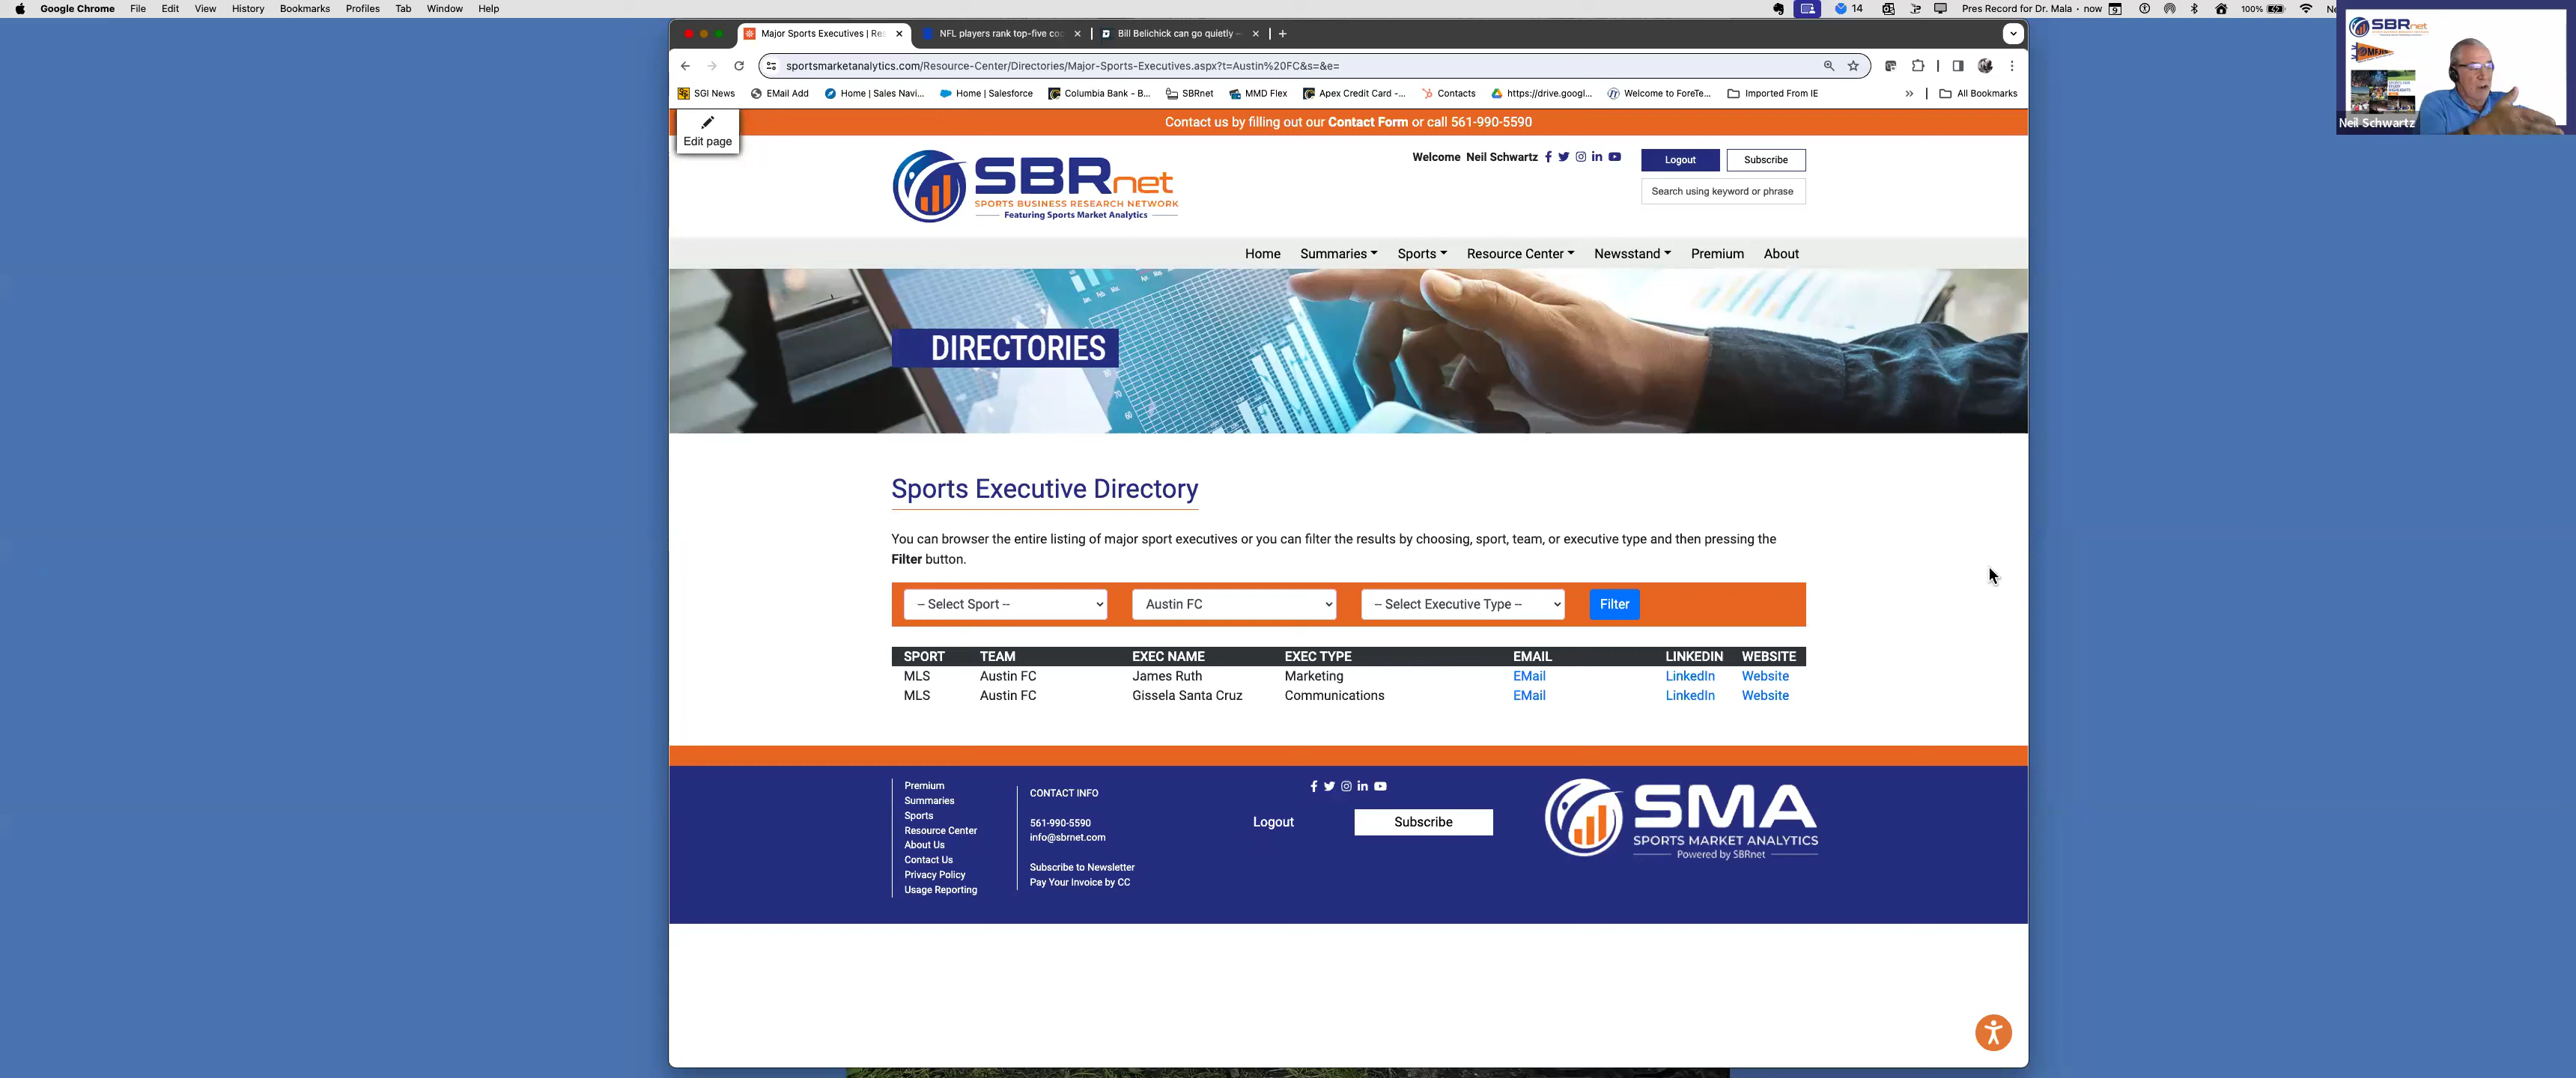 Google Chrome File Edit View History Bookmarks Profiles Tab Window Help
14 Pres Record for Dr. Mala · now 9 100%
Major Sports Executives | Res
NFL players rank top-five co
Bill Belichick can go quietly –
sportsmarketanalytics.com/Resource-Center/Directories/Major-Sports-Executives.aspx?t=Austin%20FC&s=&e=
SGI News EMail Add Home | Sales Navi... Home | Salesforce Columbia Bank - B... SBRnet MMD Flex Apex Credit Card -... Contacts https://drive.googl... Welcome to ForeTe... Imported From IE » All Bookmarks
Edit page
Contact us by filling out our Contact Form or call 561-990-5590
SBRnet
SPORTS BUSINESS RESEARCH NETWORK
Featuring Sports Market Analytics
Welcome Neil Schwartz
Logout Subscribe
Search using keyword or phrase
Home Summaries Sports Resource Center Newsstand Premium About
DIRECTORIES
Sports Executive Directory
You can browser the entire listing of major sport executives or you can filter the results by choosing, sport, team, or executive type and then pressing the
Filter button.
-- Select Sport -- Austin FC -- Select Executive Type -- Filter
SPORT TEAM EXEC NAME EXEC TYPE EMAIL LINKEDIN WEBSITE
MLS Austin FC James Ruth Marketing EMail LinkedIn Website
MLS Austin FC Gissela Santa Cruz Communications EMail LinkedIn Website
Premium
Summaries
Sports
Resource Center
About Us
Contact Us
Privacy Policy
Usage Reporting
CONTACT INFO
561-990-5590
info@sbrnet.com
Subscribe to Newsletter
Pay Your Invoice by CC
Logout Subscribe
SMA
SPORTS MARKET ANALYTICS
Powered by SBRnet
SBRnet
Neil Schwartz